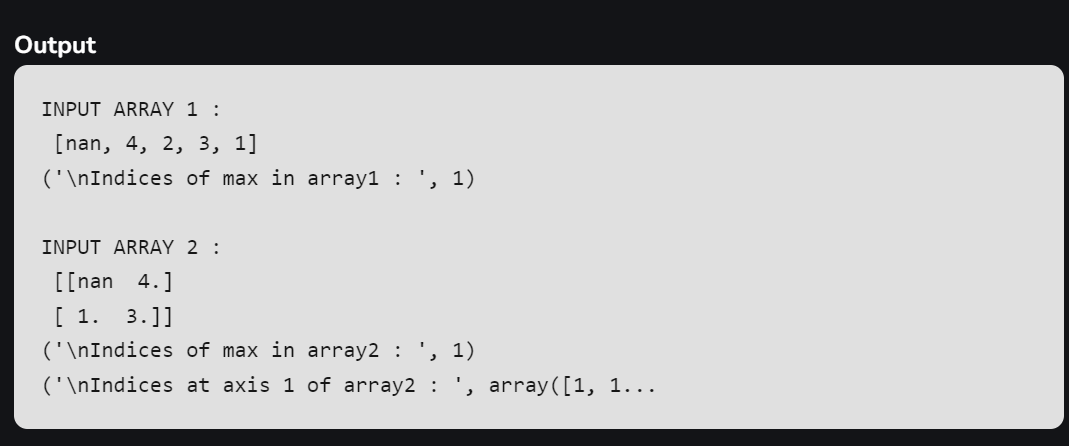 Output
INPUT ARRAY 1 :
 [nan, 4, 2, 3, 1]
('\nIndices of max in array1 : ', 1)

INPUT ARRAY 2 :
 [[nan  4.]
 [ 1.  3.]]
('\nIndices of max in array2 : ', 1)
('\nIndices at axis 1 of array2 : ', array([1, 1...